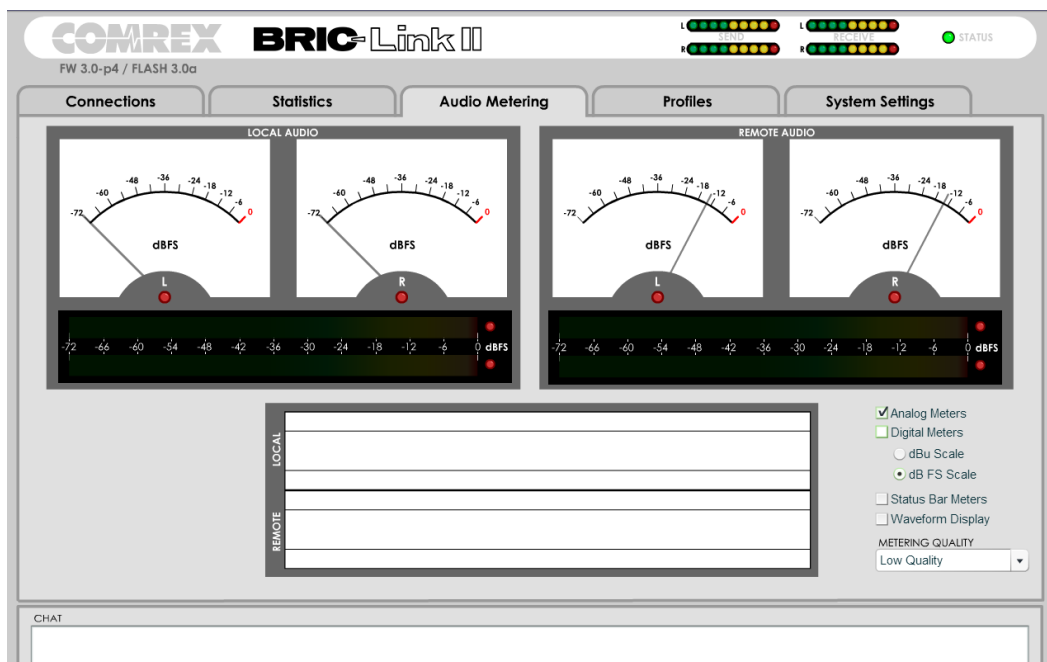 COMREX BRIC-Link II
L SEND R
L RECEIVE R
STATUS
FW 3.0-p4 / FLASH 3.0a
Connections Statistics Audio Metering Profiles System Settings
LOCAL AUDIO
-72 -60 -48 -36 -24 -18 -12 -6 0
dBFS
L
-72 -60 -48 -36 -24 -18 -12 -6 0
dBFS
R
-72 -66 -60 -54 -48 -42 -36 -30 -24 -18 -12 -6 0 dBFS
REMOTE AUDIO
-72 -60 -48 -36 -24 -18 -12 -6 0
dBFS
L
-72 -60 -48 -36 -24 -18 -12 -6 0
dBFS
R
-72 -66 -60 -54 -48 -42 -36 -30 -24 -18 -12 -6 0 dBFS
LOCAL
REMOTE
Analog Meters
Digital Meters
dBu Scale
dB FS Scale
Status Bar Meters
Waveform Display
METERING QUALITY
Low Quality
CHAT